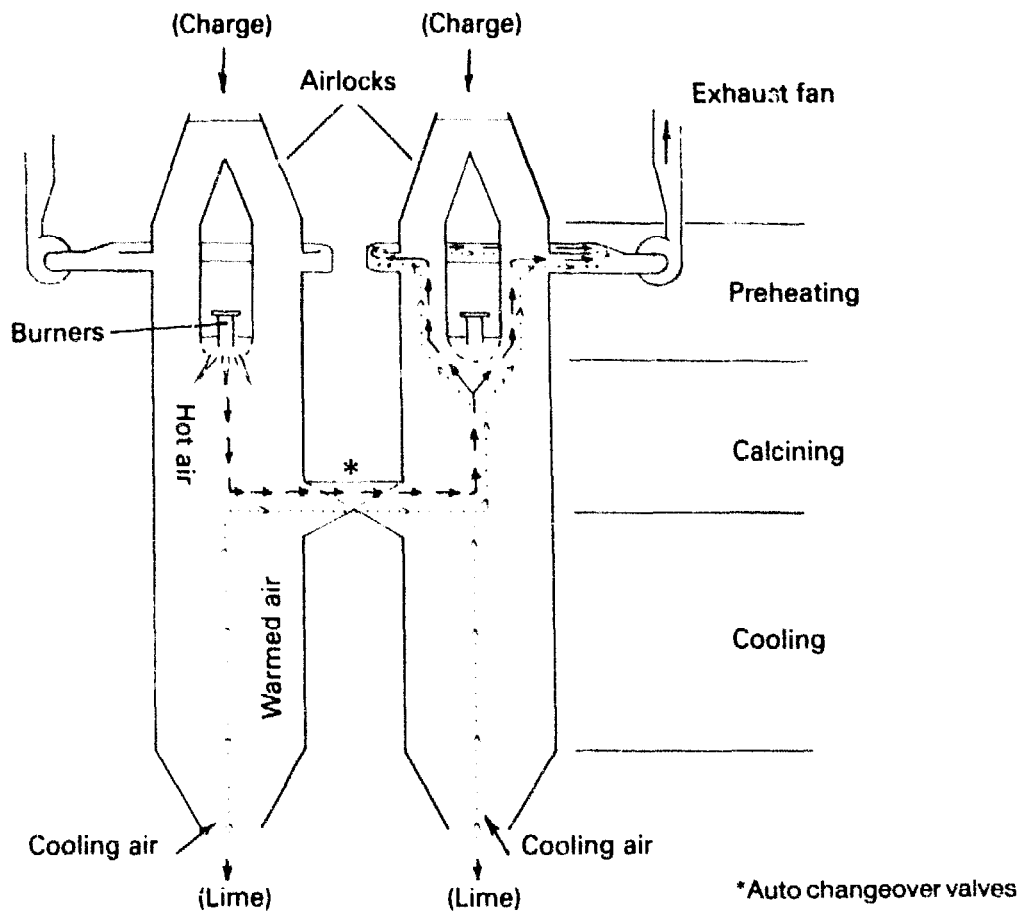 (Charge)
(Charge)
Airlocks
Exhaust fan
Preheating
Burners
Hot air
*
Calcining
Warmed air
Cooling
Cooling air
Cooling air
(Lime)
(Lime)
*Auto changeover valves